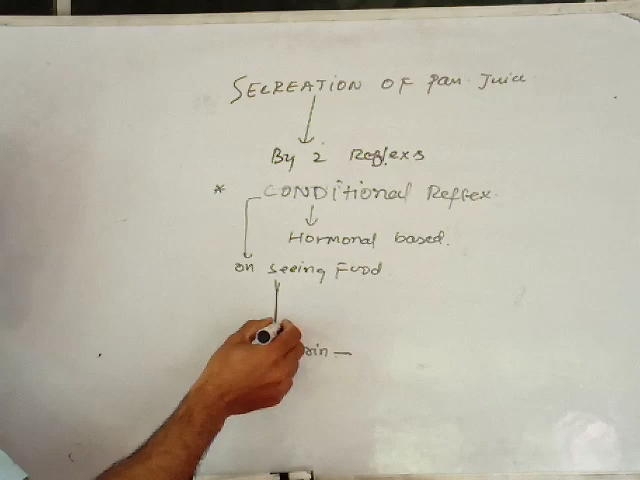 SECREATION OF pan. Juice
By 2 Reflexs
* CONDitional Reflex.
Hormonal based.
on seeing Food